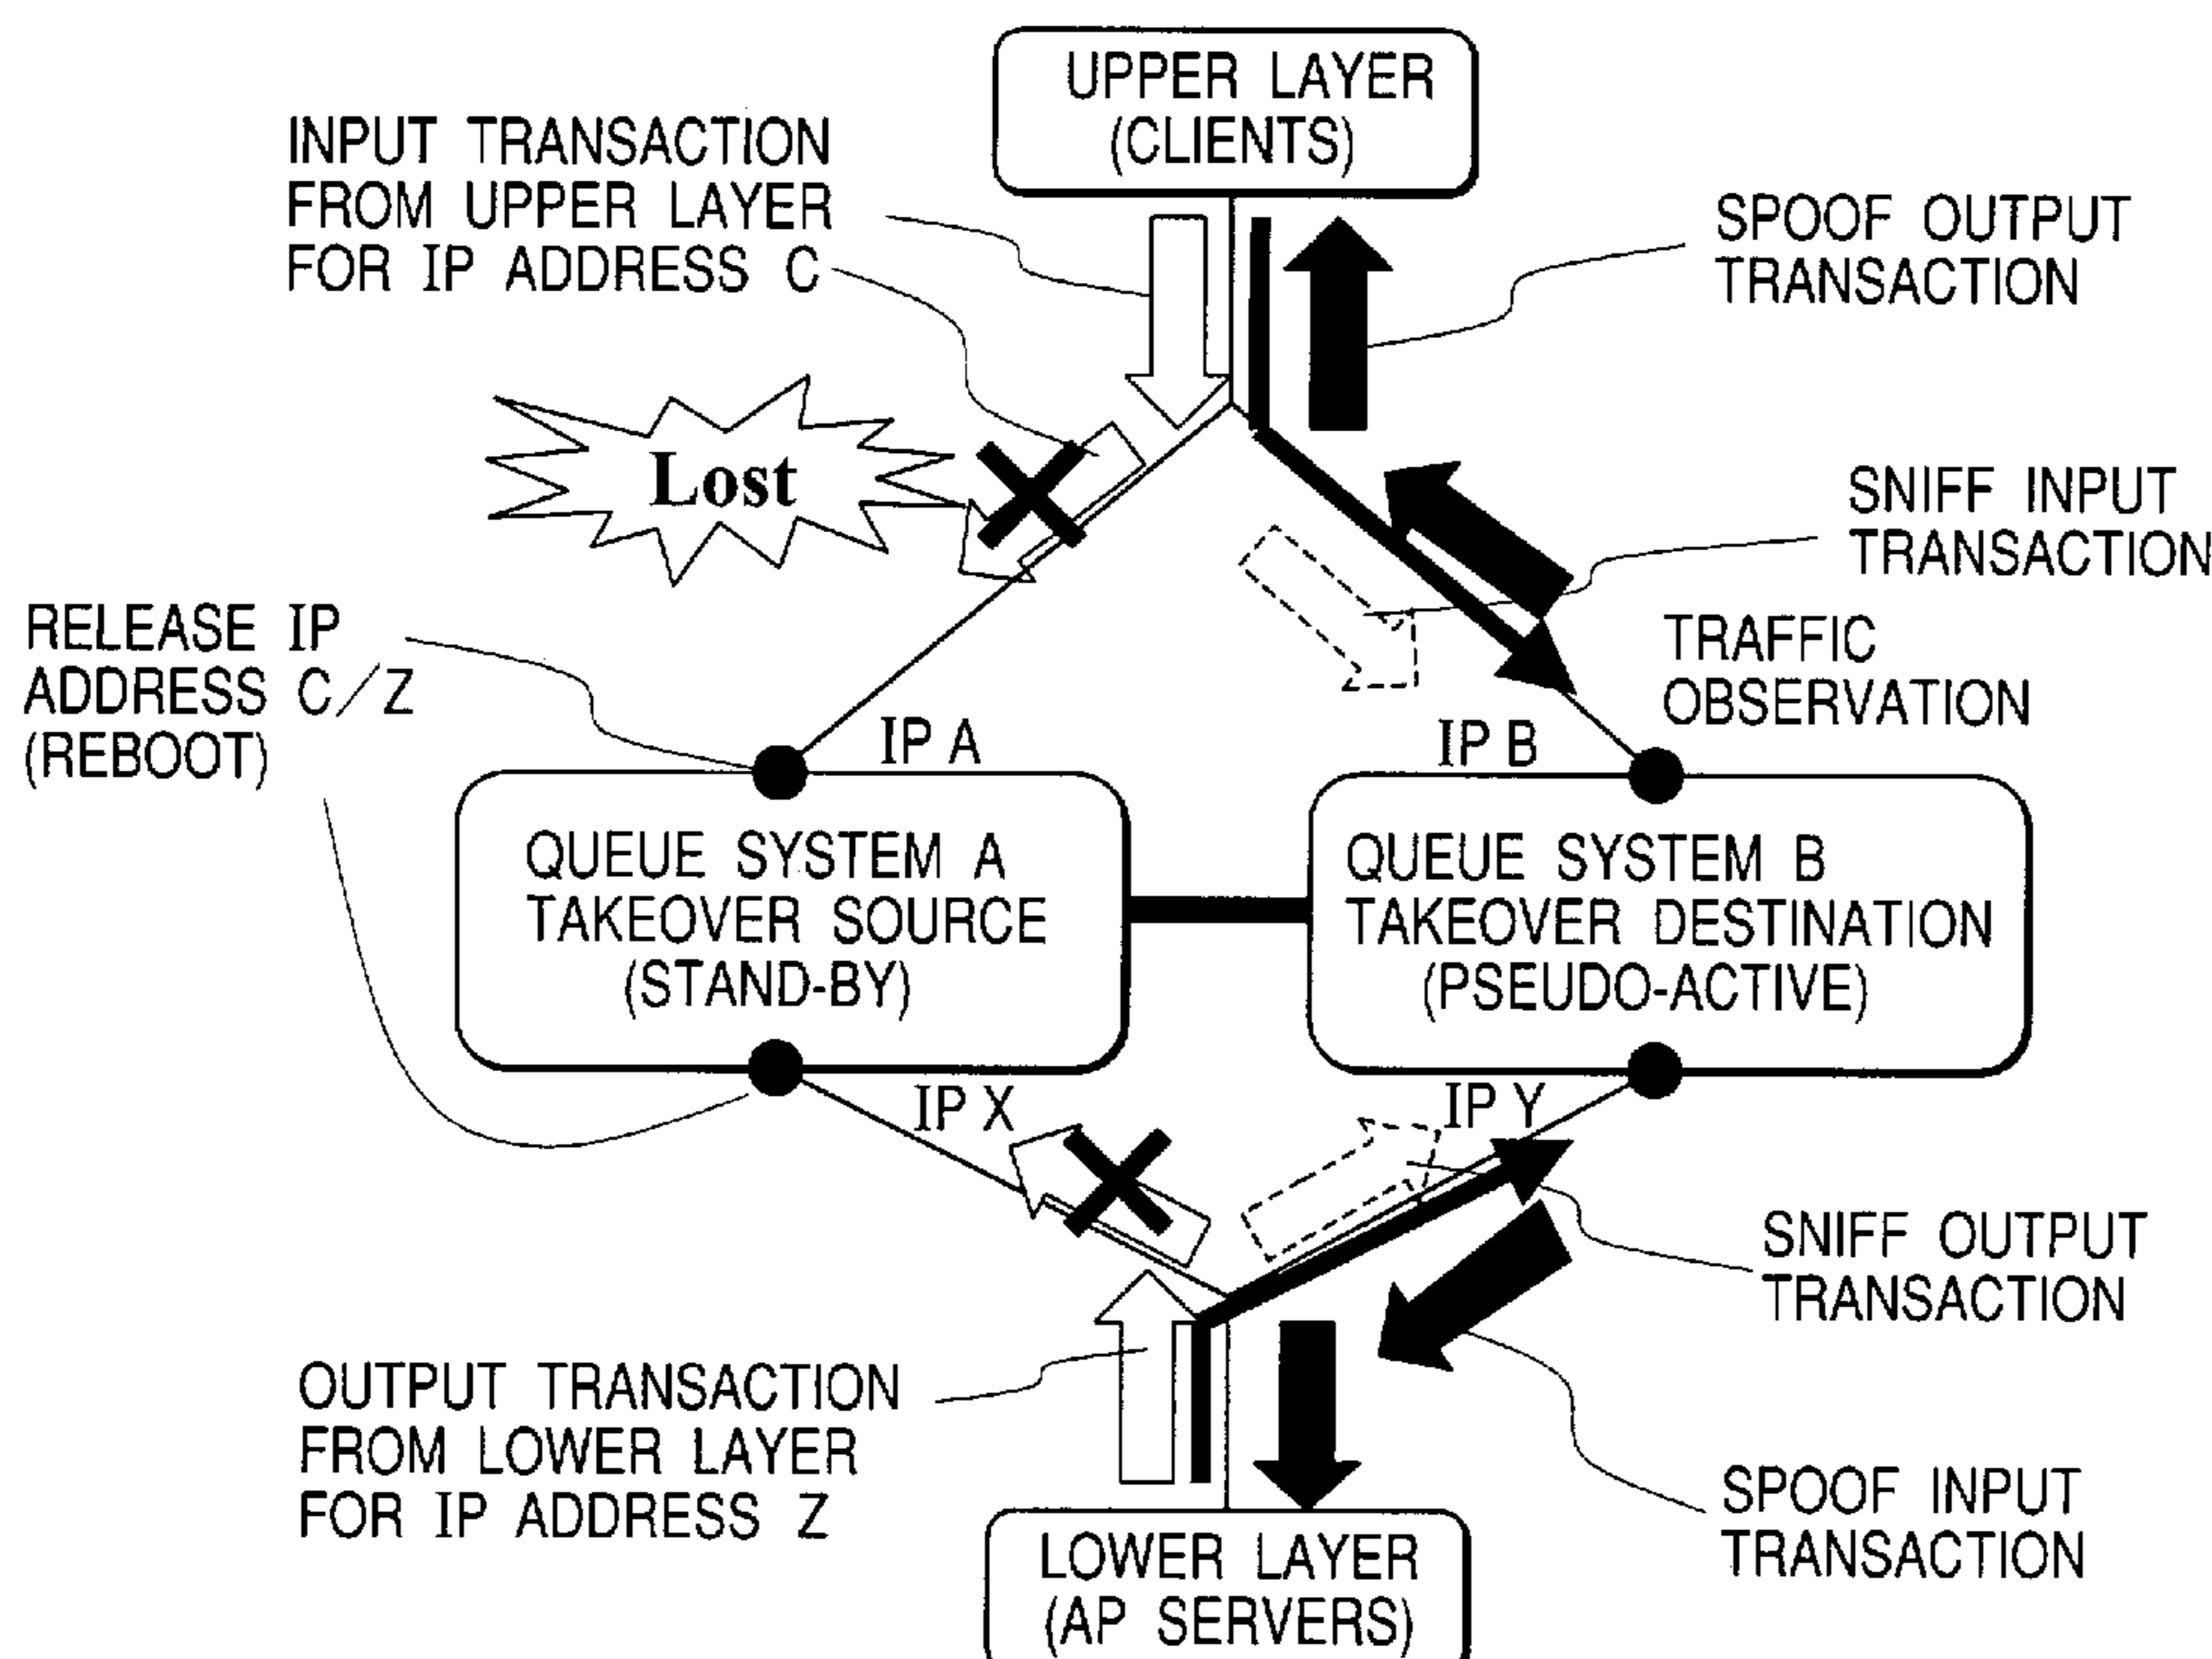 UPPER LAYER
(CLIENTS)
INPUT TRANSACTION
FROM UPPER LAYER
FOR IP ADDRESS C
SPOOF OUTPUT
TRANSACTION
Lost
SNIFF INPUT
TRANSACTION
RELEASE IP
ADDRESS C/Z
(REBOOT)
TRAFFIC
OBSERVATION
IP A
IP B
QUEUE SYSTEM A
TAKEOVER SOURCE
(STAND-BY)
QUEUE SYSTEM B
TAKEOVER DESTINATION
(PSEUDO-ACTIVE)
IP X
IP Y
SNIFF OUTPUT
TRANSACTION
OUTPUT TRANSACTION
FROM LOWER LAYER
FOR IP ADDRESS Z
SPOOF INPUT
TRANSACTION
LOWER LAYER
(AP SERVERS)